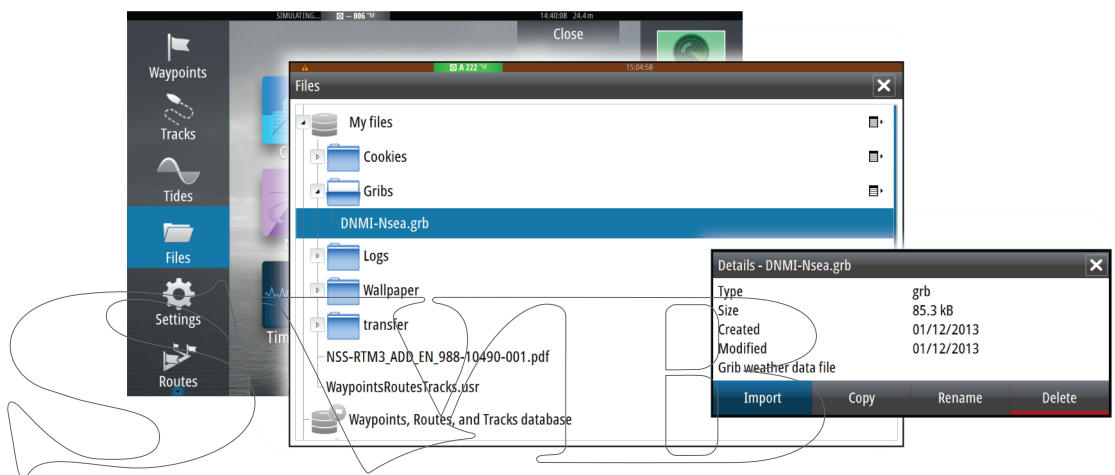 SIMULATING... -- 006 °M 14:40:08 24.4 m
Close
Waypoints
Tracks
Tides
Files
Settings
Routes
Tim
A 222 °M 15:04:58
Files
My files
Cookies
Gribs
DNMI-Nsea.grb
Logs
Wallpaper
transfer
NSS-RTM3_ADD_EN_988-10490-001.pdf
WaypointsRoutesTracks.usr
Waypoints, Routes, and Tracks database
Details - DNMI-Nsea.grb
Type grb
Size 85.3 kB
Created 01/12/2013
Modified 01/12/2013
Grib weather data file
Import Copy Rename Delete